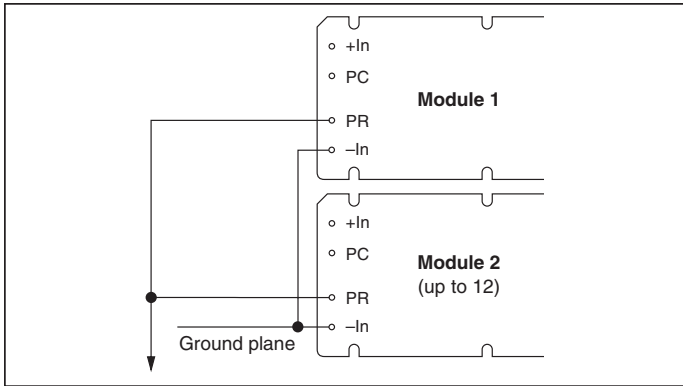 +In
PC
Module 1
PR
–In
+In
PC
Module 2
(up to 12)
PR
–In
Ground plane